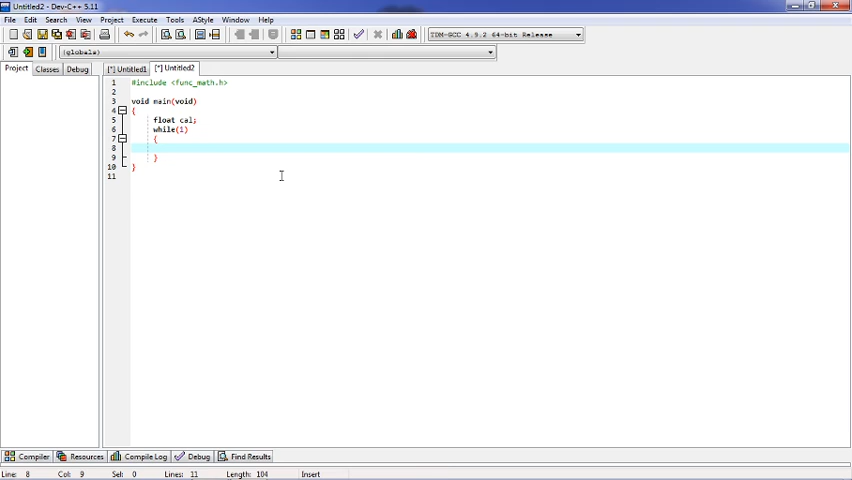 Untitled2 - Dev-C++ 5.11
File Edit Search View Project Execute Tools AStyle Window Help
TDM-GCC 4.9.2 64-bit Release
(globals)
Project Classes Debug [*] Untitled1 [*] Untitled2
1 #include <func_math.h>
2
3 void main(void)
4 {
5 float cal;
6 while(1)
7 {
8
9 }
10 }
11
Compiler Resources Compile Log Debug Find Results
Line: 8 Col: 9 Sel: 0 Lines: 11 Length: 104 Insert